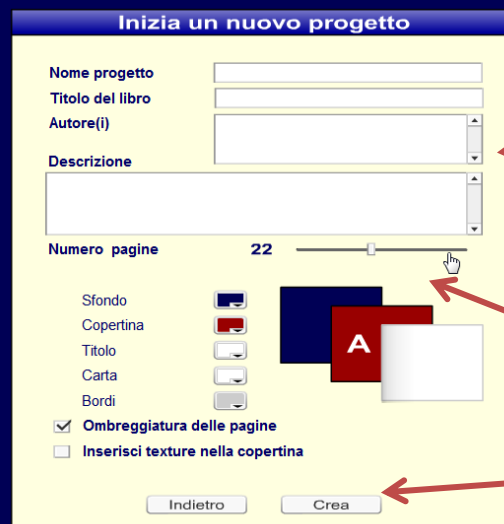 Inizia un nuovo progetto
Nome progetto
Titolo del libro
Autore(i)
Descrizione
Numero pagine 22
Sfondo
Copertina
A
Titolo
Carta
Bordi
Ombreggiatura delle pagine
Inserisci texture nella copertina
Indietro Crea